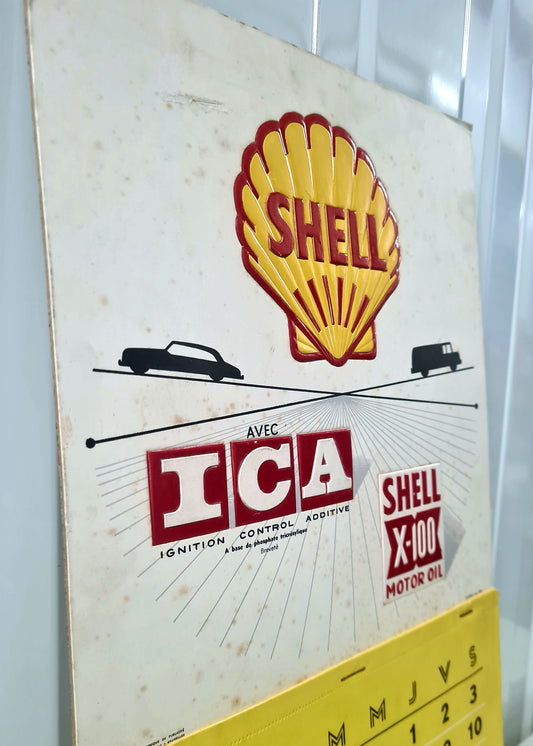 SHELL
AVEC
ICA
IGNITION CONTROL ADDITIVE
A base de phosphate tricrésylique
Breveté
SHELL
X-100
MOTOR OIL
M M J V S
1 2 3
10